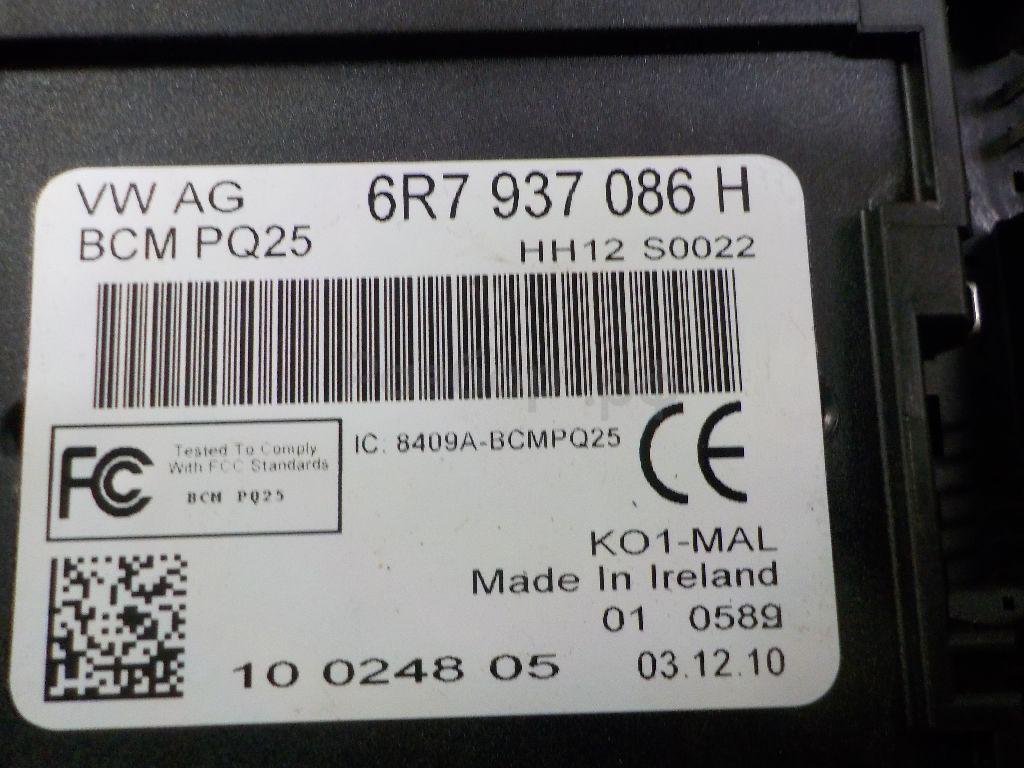 VW AG 6R7 937 086 H
BCM PQ25 HH12 S0022
FC Tested To Comply
With FCC Standards
BCM PQ25
IC: 8409A-BCMPQ25 CE
KO1-MAL
Made In Ireland
01 0589
10 0248 05 03.12.10